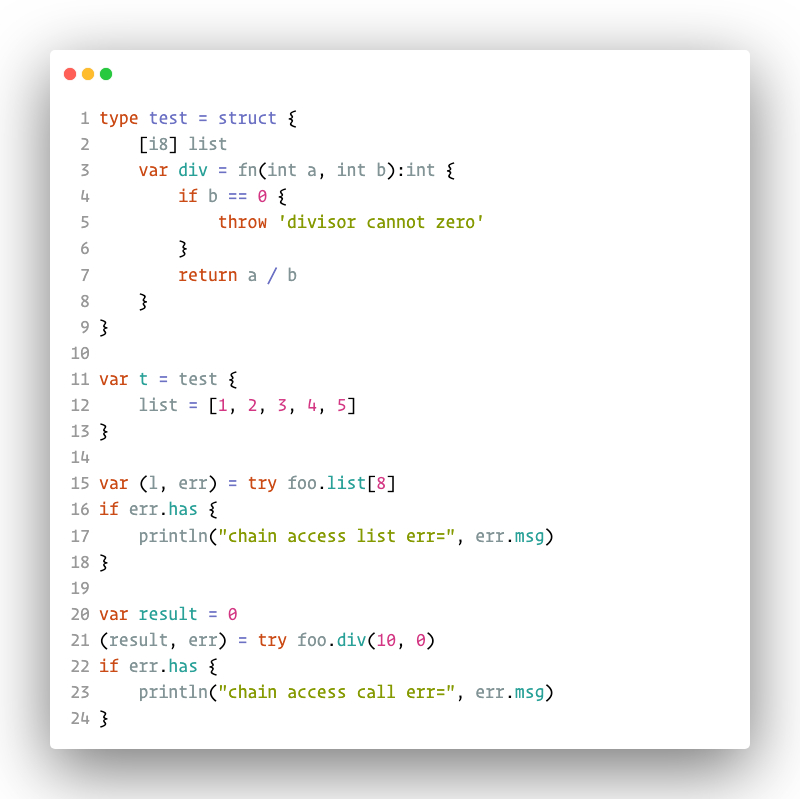 1 type test = struct {
2     [i8] list
3     var div = fn(int a, int b):int {
4         if b == 0 {
5             throw 'divisor cannot zero'
6         }
7         return a / b
8     }
9 }
10
11 var t = test {
12     list = [1, 2, 3, 4, 5]
13 }
14
15 var (l, err) = try foo.list[8]
16 if err.has {
17     println("chain access list err=", err.msg)
18 }
19
20 var result = 0
21 (result, err) = try foo.div(10, 0)
22 if err.has {
23     println("chain access call err=", err.msg)
24 }